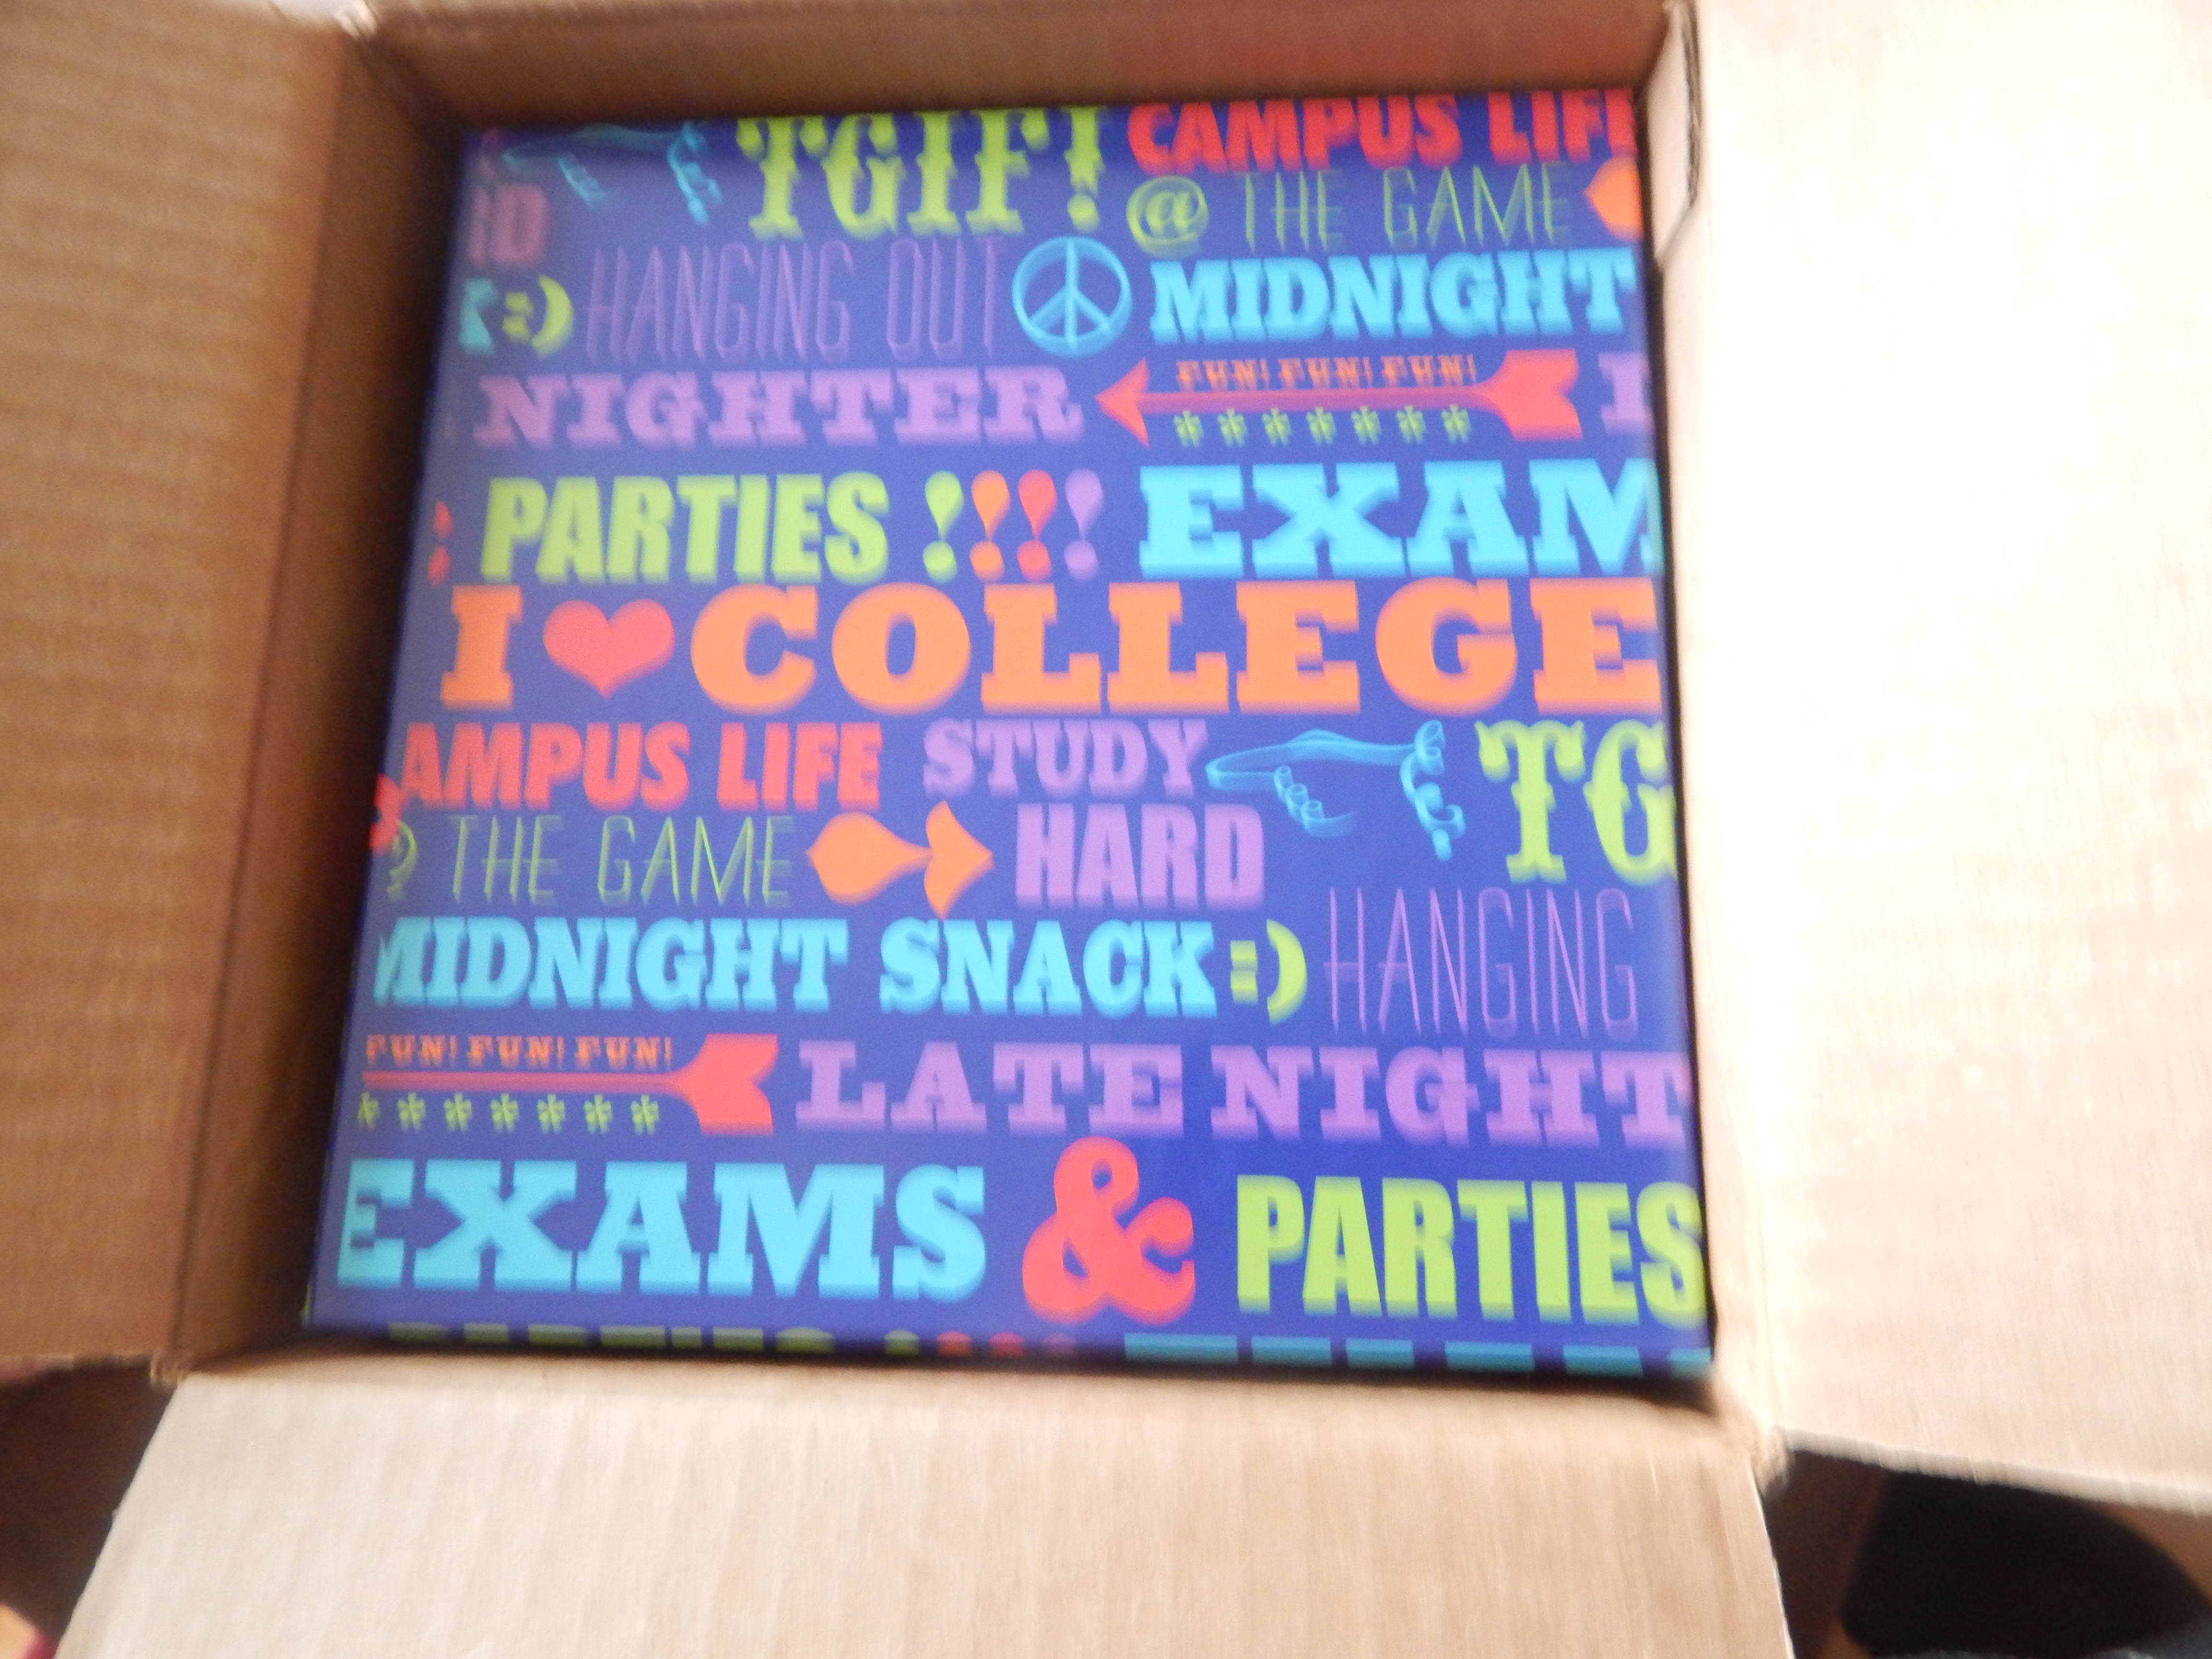 TGIF! CAMPUS LIF
@ THE GAME
HANGING OUT MIDNIGHT
=)
NIGHTER FUN! FUN! FUN!
* * * * * * *
PARTIES !!!! EXAM
I ♥ COLLEGE
AMPUS LIFE STUDY TG
THE GAME HARD
MIDNIGHT SNACK =) HANGING
FUN! FUN! FUN! LATE NIGHT
* * * * * * *
EXAMS & PARTIES